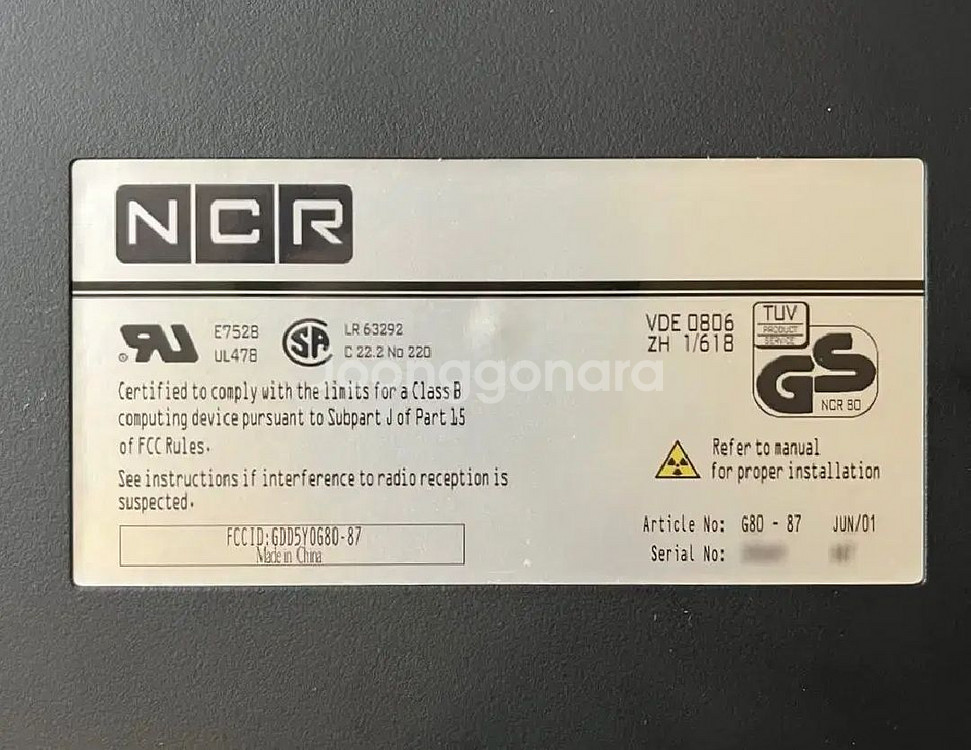 NCR
E752B
UL478
LR 63292
C 22.2 No 220
VDE 0806
ZH 1/618
TUV
PRODUCT
SERVICE
GS
NCR 80
joonggonara
Certified to comply with the limits for a Class B
computing device pursuant to Subpart J of Part 15
of FCC Rules.
See instructions if interference to radio reception is
suspected.
Refer to manual
for proper installation
FCCID:GDD5Y0G80-87
Made in China
Article No: G80 - 87 JUN/01
Serial No: